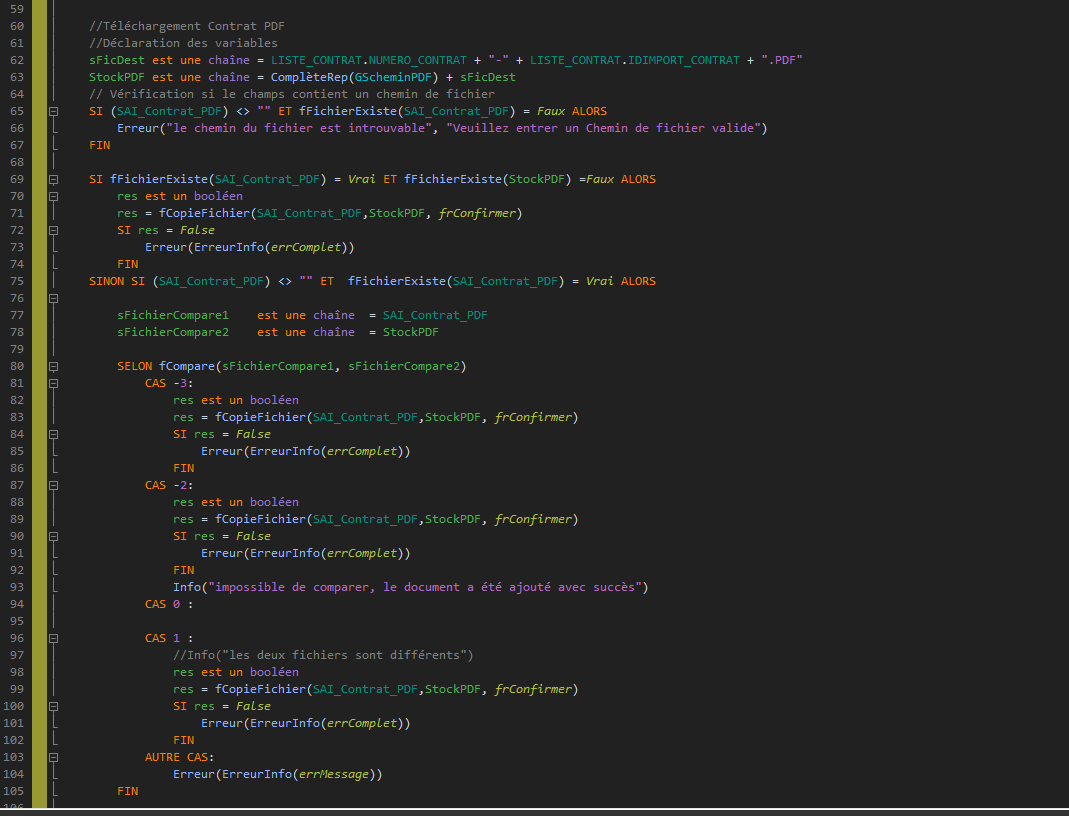 59
60 //Téléchargement Contrat PDF
61 //Déclaration des variables
62 sFicDest est une chaîne = LISTE_CONTRAT.NUMERO_CONTRAT + "-" + LISTE_CONTRAT.IDIMPORT_CONTRAT + ".PDF"
63 StockPDF est une chaîne = ComplèteRep(GScheminPDF) + sFicDest
64 // Vérification si le champs contient un chemin de fichier
65 SI (SAI_Contrat_PDF) <> "" ET fFichierExiste(SAI_Contrat_PDF) = Faux ALORS
66 Erreur("le chemin du fichier est introuvable", "Veuillez entrer un Chemin de fichier valide")
67 FIN
68
69 SI fFichierExiste(SAI_Contrat_PDF) = Vrai ET fFichierExiste(StockPDF) =Faux ALORS
70 res est un booléen
71 res = fCopieFichier(SAI_Contrat_PDF,StockPDF, frConfirmer)
72 SI res = False
73 Erreur(ErreurInfo(errComplet))
74 FIN
75 SINON SI (SAI_Contrat_PDF) <> "" ET  fFichierExiste(SAI_Contrat_PDF) = Vrai ALORS
76
77 sFichierCompare1    est une chaîne  = SAI_Contrat_PDF
78 sFichierCompare2    est une chaîne  = StockPDF
79
80 SELON fCompare(sFichierCompare1, sFichierCompare2)
81 CAS -3:
82 res est un booléen
83 res = fCopieFichier(SAI_Contrat_PDF,StockPDF, frConfirmer)
84 SI res = False
85 Erreur(ErreurInfo(errComplet))
86 FIN
87 CAS -2:
88 res est un booléen
89 res = fCopieFichier(SAI_Contrat_PDF,StockPDF, frConfirmer)
90 SI res = False
91 Erreur(ErreurInfo(errComplet))
92 FIN
93 Info("impossible de comparer, le document a été ajouté avec succès")
94 CAS 0 :
95
96 CAS 1 :
97 //Info("les deux fichiers sont différents")
98 res est un booléen
99 res = fCopieFichier(SAI_Contrat_PDF,StockPDF, frConfirmer)
100 SI res = False
101 Erreur(ErreurInfo(errComplet))
102 FIN
103 AUTRE CAS:
104 Erreur(ErreurInfo(errMessage))
105 FIN
106